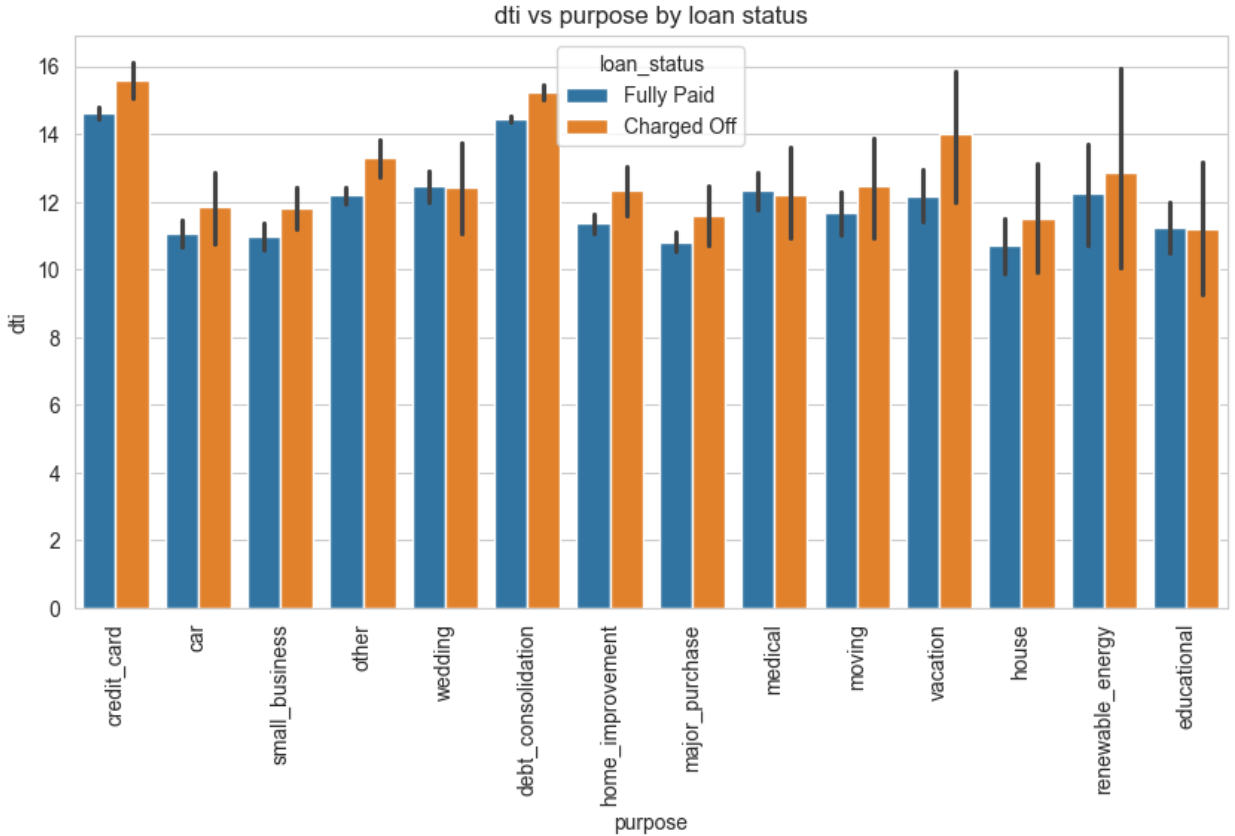 dti vs purpose by loan status
loan_status
Fully Paid
Charged Off
dti
16
14
12
10
8
6
4
2
0
credit_card
car
small_business
other
wedding
debt_consolidation
home_improvement
major_purchase
medical
moving
vacation
house
renewable_energy
educational
purpose